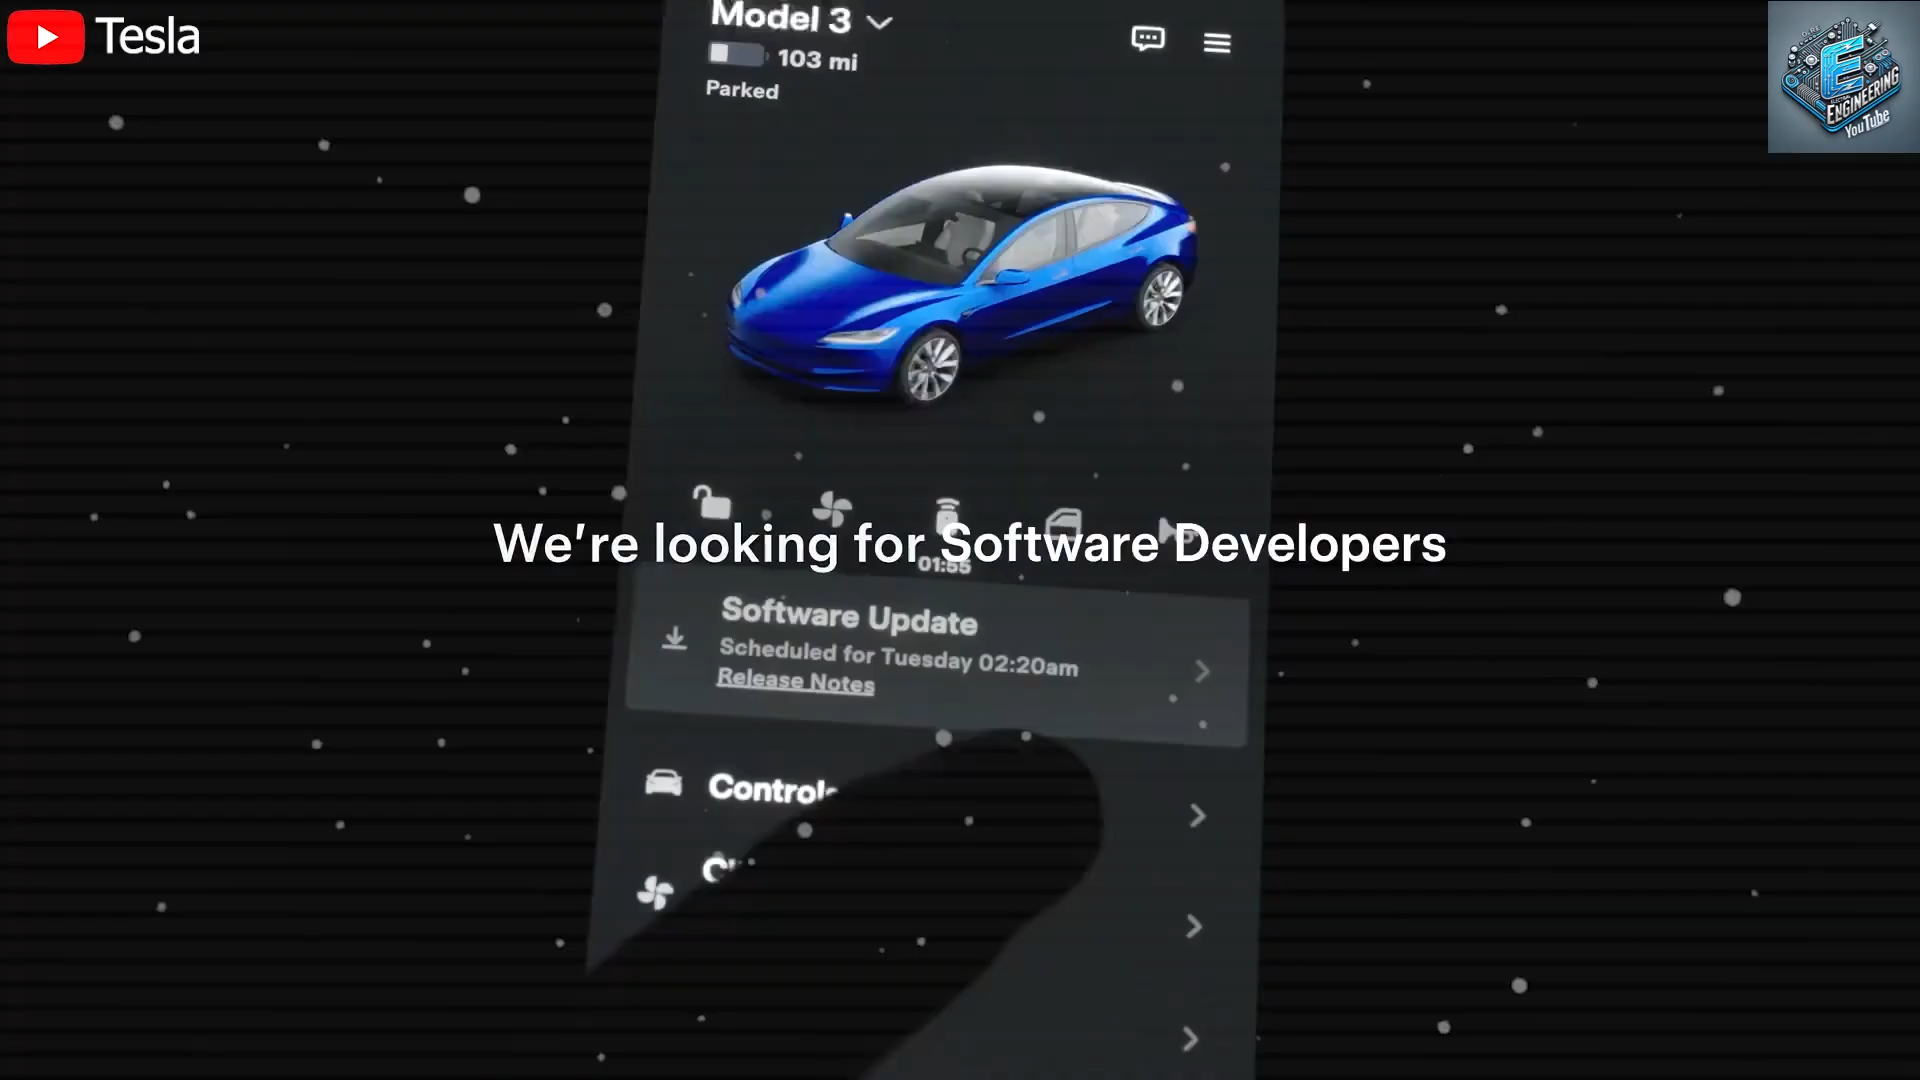 Tesla
Model 3
103 mi
Parked
ENGINEERING
YouTube
We're looking for Software Developers
01:55
Software Update
Scheduled for Tuesday 02:20am
Release Notes
Controls